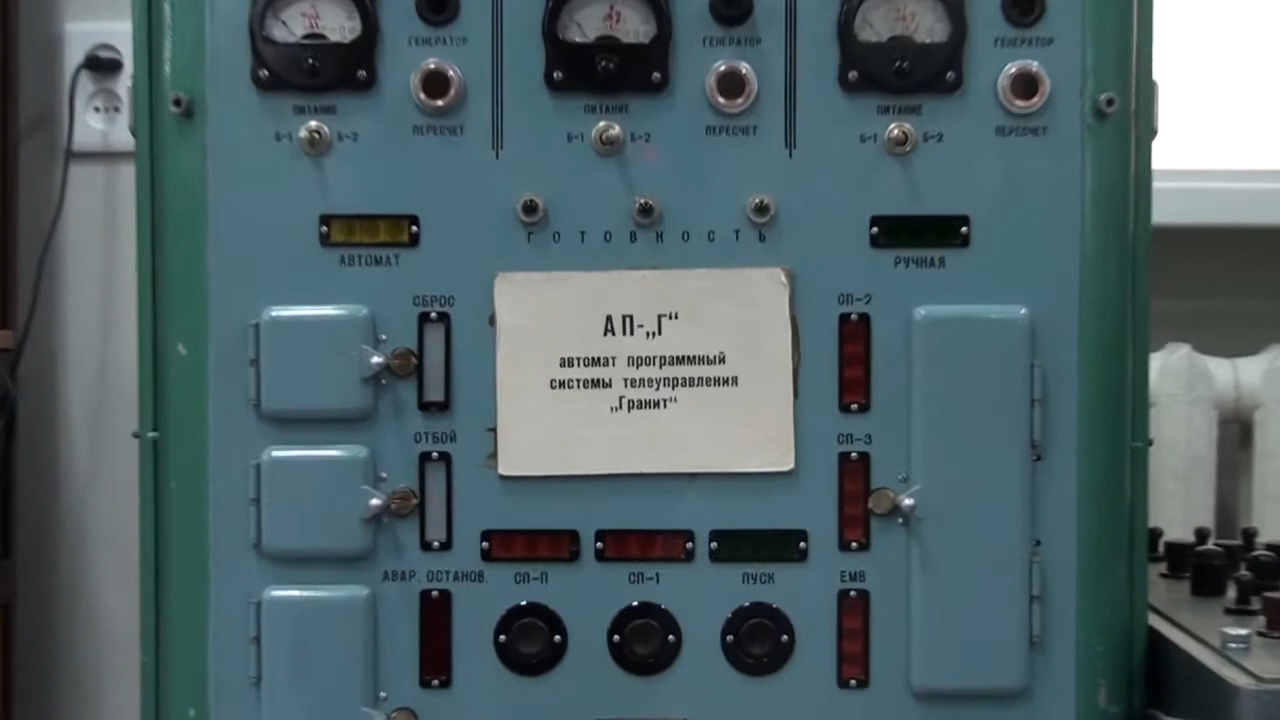 ГЕНЕРАТОР ГЕНЕРАТОР ГЕНЕРАТОР
ПИТАНИЕ ПИТАНИЕ ПИТАНИЕ
Б-1 Б-2 ПЕРЕСЧЕТ Б-1 Б-2 ПЕРЕСЧЕТ Б-1 Б-2 ПЕРЕСЧЕТ
ГОТОВНОСТЬ
АВТОМАТ РУЧНАЯ
СБРОС СП-2
АП-„Г“
автомат программный
системы телеуправления
„Гранит“
ОТБОЙ СП-3
АВАР. ОСТАНОВ. СП-П СП-1 ПУСК ЕМВ